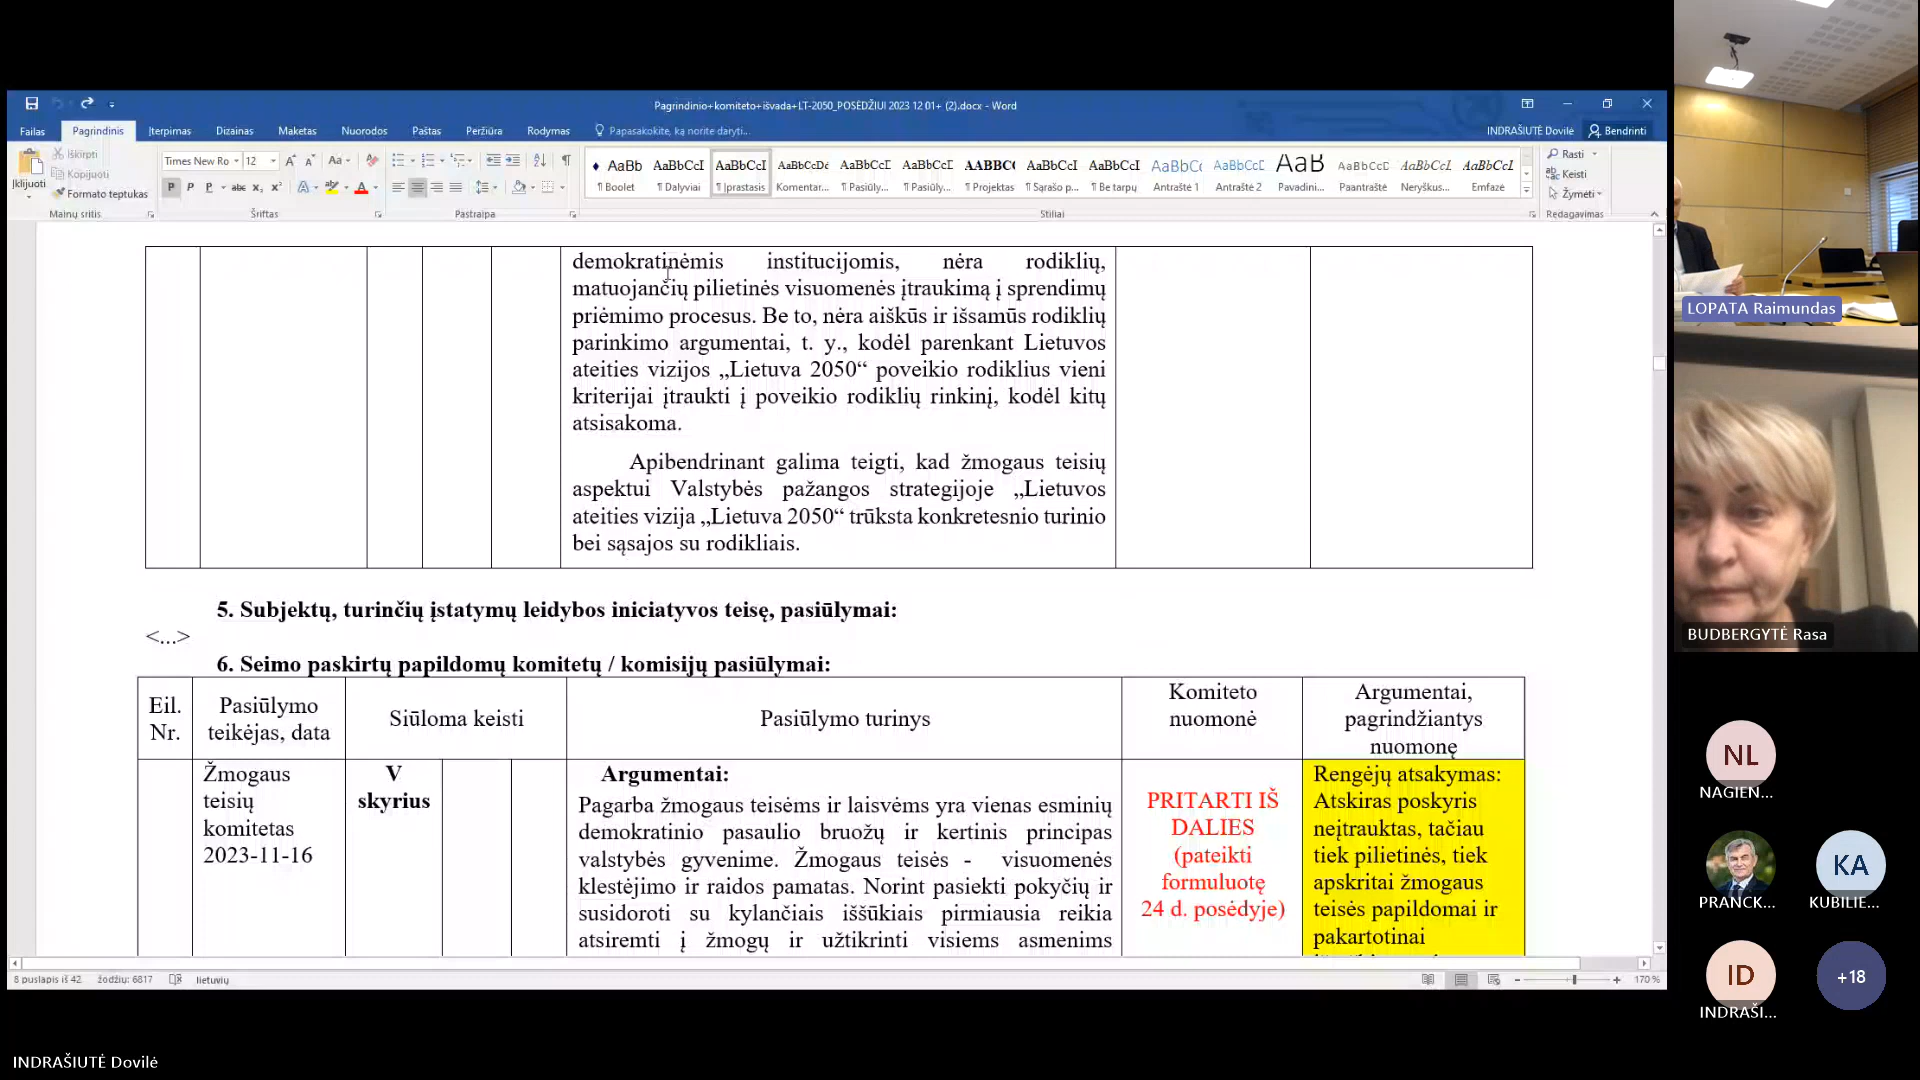 Pagrindinio+komiteto+išvada+LT-2050_POSĖDŽIUI 2023 12 01+ (2).docx - Word
Failas
Pagrindinis
Įterpimas
Dizainas
Maketas
Nuorodos
Paštas
Peržiūra
Rodymas
Papasakokite, ką norite daryti...
INDRAŠIUTĖ Dovilė
Bendrinti
Įklijuoti
Iškirpti
Kopijuoti
Formato teptukas
Mainų sritis
Times New Ro
12
Šriftas
Pastraipa
AaBb
AaBbCcI
AaBbCcI
AaBbCcDd
AaBbCcI
AaBbCcI
AABBC
AaBbCcI
AaBbCcI
AaBbCc
AaBbCcI
AaB
AaBbCcD
AaBbCcI
AaBbCcI
¶ Boolet
¶ Dalyviai
¶ Įprastasis
Komentar...
¶ Pasiūly...
¶ Pasiūly...
¶ Projektas
¶ Sąrašo p...
¶ Be tarpų
Antraštė 1
Antraštė 2
Pavadini...
Paantraštė
Neryškus...
Emfazė
Stiliai
Rasti
Keisti
Žymėti
Redagavimas
demokratinėmis institucijomis, nėra rodiklių,
matuojančių pilietinės visuomenės įtraukimą į sprendimų
priėmimo procesus. Be to, nėra aiškūs ir išsamūs rodiklių
parinkimo argumentai, t. y., kodėl parenkant Lietuvos
ateities vizijos „Lietuva 2050“ poveikio rodiklius vieni
kriterijai įtraukti į poveikio rodiklių rinkinį, kodėl kitų
atsisakoma.
Apibendrinant galima teigti, kad žmogaus teisių
aspektui Valstybės pažangos strategijoje „Lietuvos
ateities vizija „Lietuva 2050“ trūksta konkretesnio turinio
bei sąsajos su rodikliais.
5. Subjektų, turinčių įstatymų leidybos iniciatyvos teisę, pasiūlymai:
<...>
6. Seimo paskirtų papildomų komitetų / komisijų pasiūlymai:
Eil.
Nr.
Pasiūlymo
teikėjas, data
Siūloma keisti
Pasiūlymo turinys
Komiteto
nuomonė
Argumentai,
pagrindžiantys
nuomonę
Žmogaus
teisių
komitetas
2023-11-16
V
skyrius
Argumentai:
Pagarba žmogaus teisėms ir laisvėms yra vienas esminių
demokratinio pasaulio bruožų ir kertinis principas
valstybės gyvenime. Žmogaus teisės - visuomenės
klestėjimo ir raidos pamatas. Norint pasiekti pokyčių ir
susidoroti su kylančiais iššūkiais pirmiausia reikia
atsiremti į žmogų ir užtikrinti visiems asmenims
PRITARTI IŠ
DALIES
(pateikti
formuluotę
24 d. posėdyje)
Rengėjų atsakymas:
Atskiras poskyris
neįtrauktas, tačiau
tiek pilietinės, tiek
apskritai žmogaus
teisės papildomai ir
pakartotinai
8 puslapis iš 42
žodžių: 6817
lietuvių
170 %
LOPATA Raimundas
BUDBERGYTĖ Rasa
NL
NAGIEN...
PRANCK...
KA
KUBILIE...
ID
INDRAŠI...
+18
INDRAŠIUTĖ Dovilė